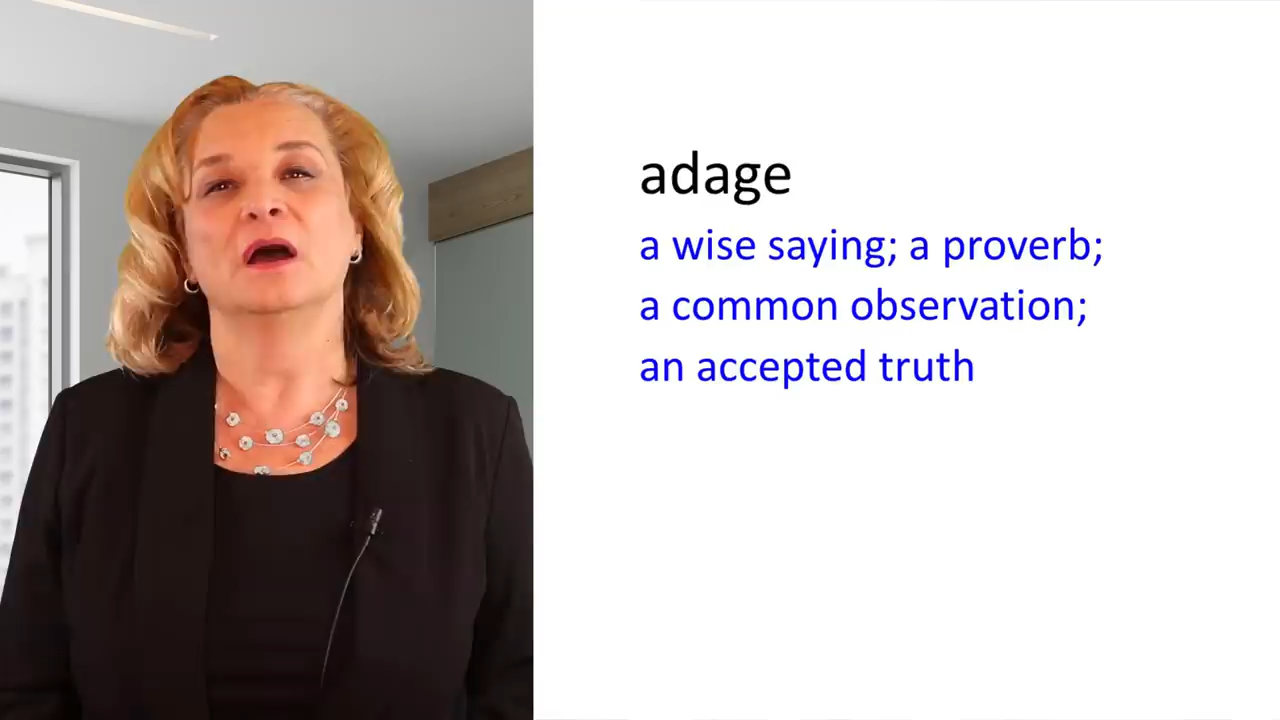 adage
a wise saying; a proverb;
a common observation;
an accepted truth